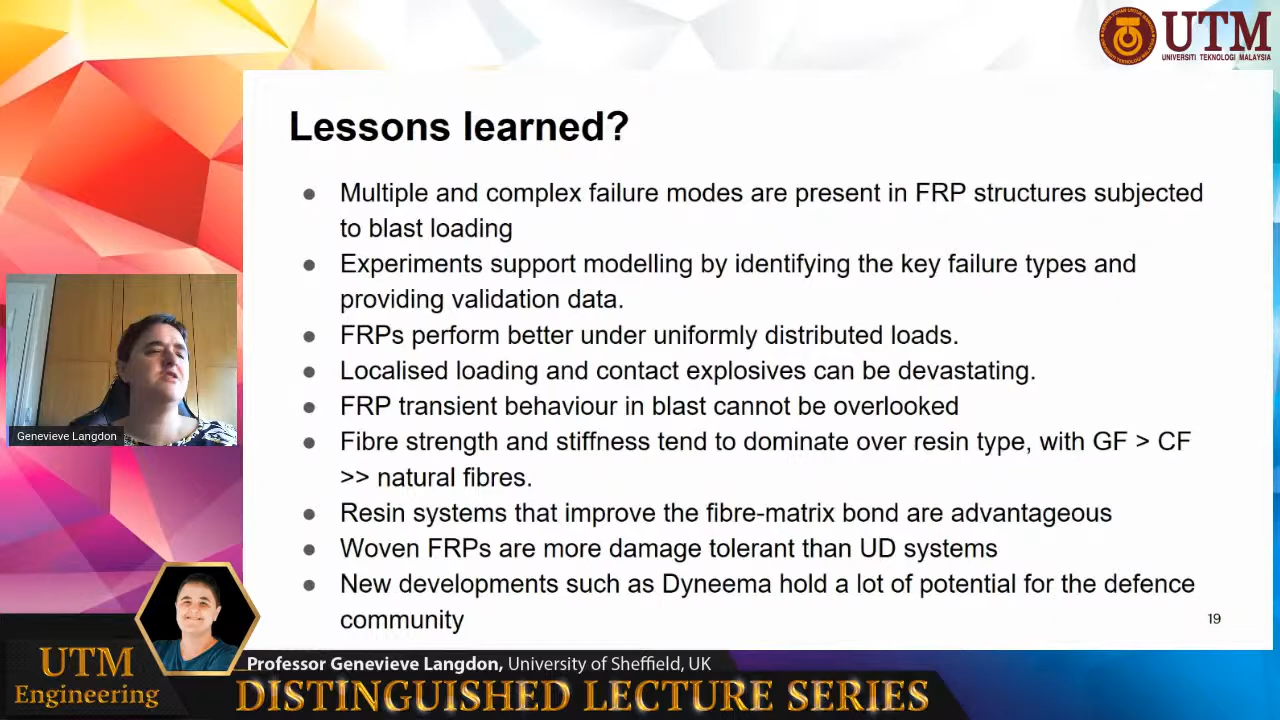 UTM
UNIVERSITI TEKNOLOGI MALAYSIA
Lessons learned?
● Multiple and complex failure modes are present in FRP structures subjected
to blast loading
● Experiments support modelling by identifying the key failure types and
providing validation data.
● FRPs perform better under uniformly distributed loads.
● Localised loading and contact explosives can be devastating.
● FRP transient behaviour in blast cannot be overlooked
● Fibre strength and stiffness tend to dominate over resin type, with GF > CF
>> natural fibres.
● Resin systems that improve the fibre-matrix bond are advantageous
● Woven FRPs are more damage tolerant than UD systems
● New developments such as Dyneema hold a lot of potential for the defence
community
19
Genevieve Langdon
UTM
Engineering
Professor Genevieve Langdon, University of Sheffield, UK
DISTINGUISHED LECTURE SERIES